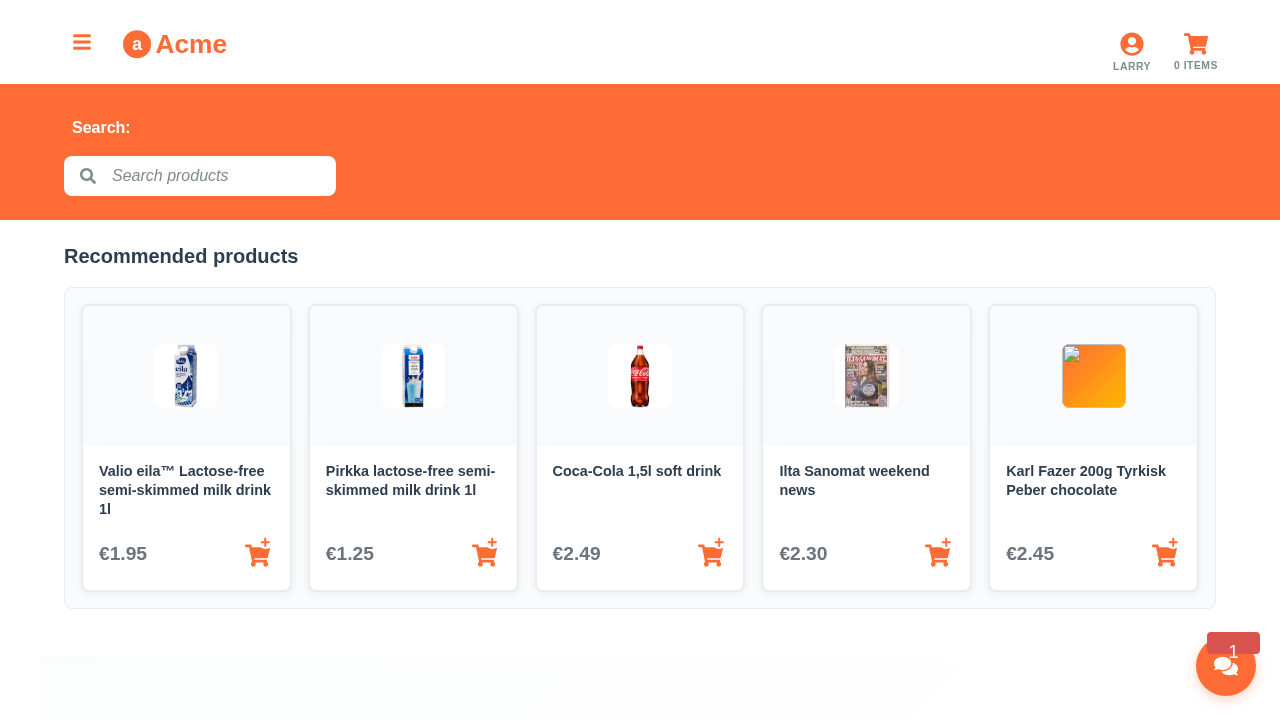 a Acme
LARRY
0 ITEMS
Search:
Search products
Recommended products
Valio eila™ Lactose-free
semi-skimmed milk drink
1l
€1.95
Pirkka lactose-free semi-
skimmed milk drink 1l
€1.25
Coca-Cola 1,5l soft drink
€2.49
Ilta Sanomat weekend
news
€2.30
Karl Fazer 200g Tyrkisk
Peber chocolate
€2.45
1